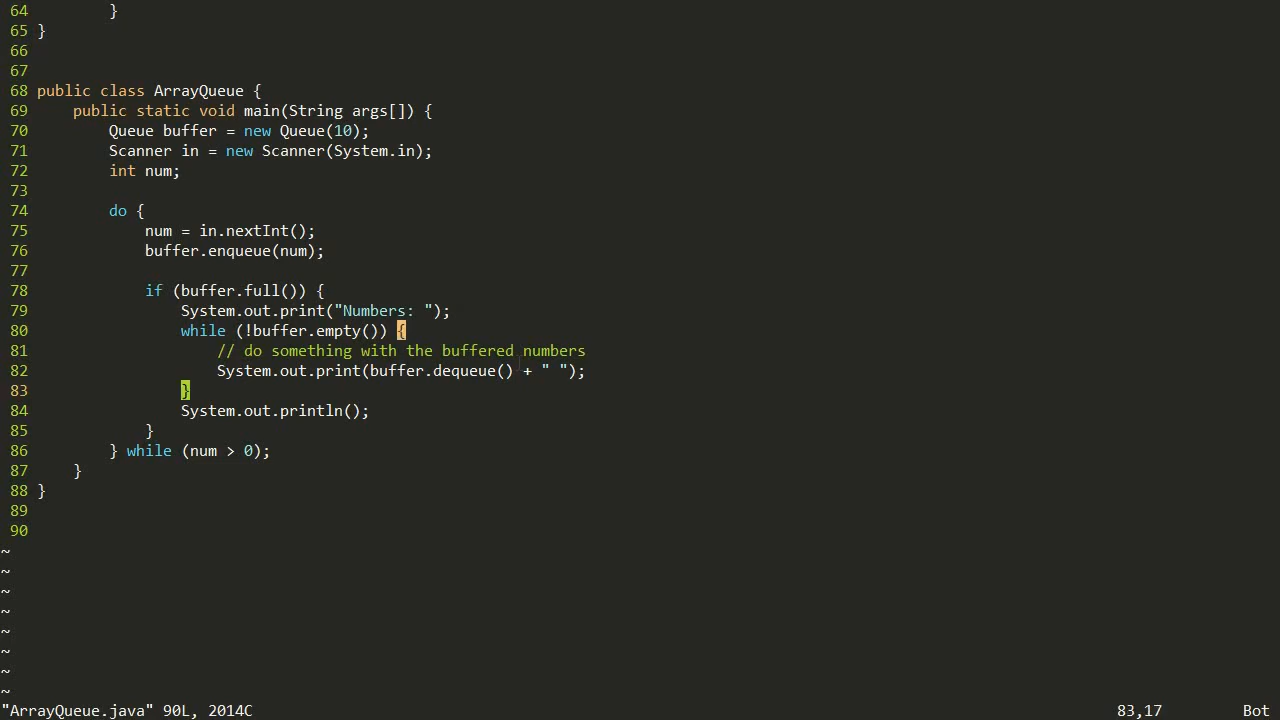 64         }
65 }
66
67
68 public class ArrayQueue {
69     public static void main(String args[]) {
70         Queue buffer = new Queue(10);
71         Scanner in = new Scanner(System.in);
72         int num;
73
74         do {
75             num = in.nextInt();
76             buffer.enqueue(num);
77
78             if (buffer.full()) {
79                 System.out.print("Numbers: ");
80                 while (!buffer.empty()) {
81                     // do something with the buffered numbers
82                     System.out.print(buffer.dequeue() + " ");
83                 }
84                 System.out.println();
85             }
86         } while (num > 0);
87     }
88 }
89
90
~
~
~
~
~
~
~
~
"ArrayQueue.java" 90L, 2014C 83,17 Bot